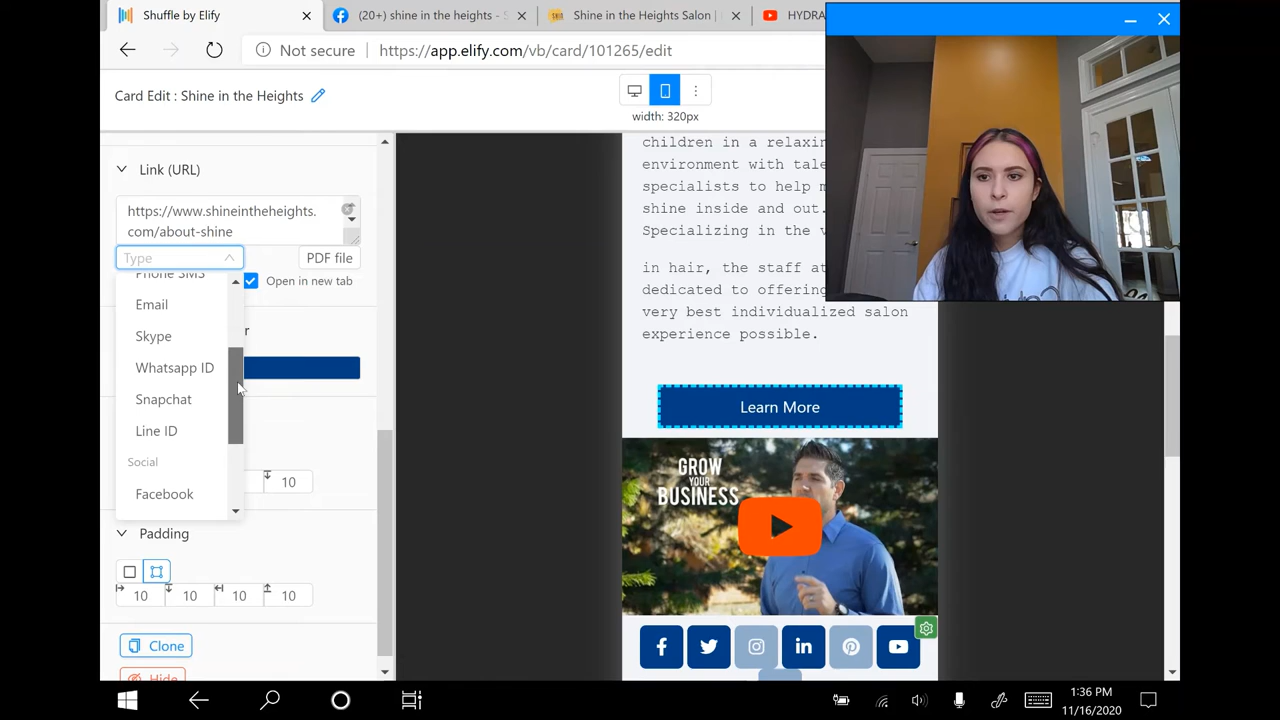 Shuffle by Elify
(20+) shine in the heights - S
Shine in the Heights Salon |
HYDRA
Not secure
https://app.elify.com/vb/card/101265/edit
Card Edit : Shine in the Heights
width: 320px
Link (URL)
https://www.shineintheheights.
com/about-shine
Type
PDF file
Open in new tab
Phone SMS
Email
Skype
Whatsapp ID
Snapchat
Line ID
Social
Facebook
r
10
Padding
10
10
10
10
Clone
Hide
children in a relaxin
environment with tale
specialists to help m
shine inside and out.
Specializing in the v
in hair, the staff at
dedicated to offering
very best individualized salon
experience possible.
Learn More
GROW
YOUR
BUSINESS
1:36 PM
11/16/2020